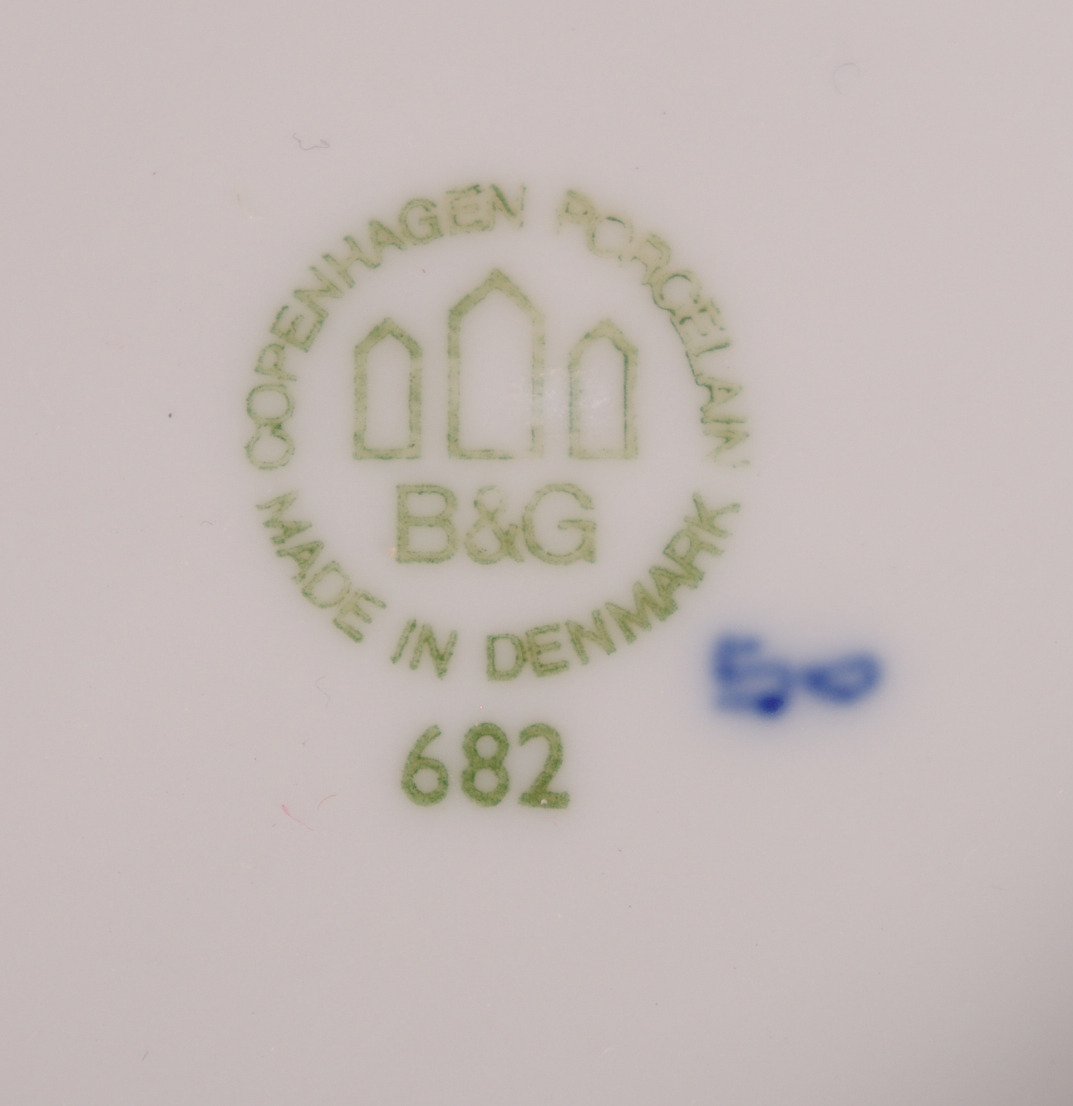 COPENHAGEN PORCELAIN
B&G
MADE IN DENMARK
682